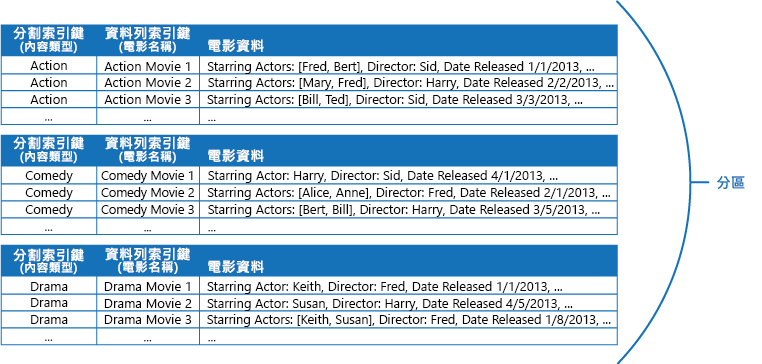 分割索引鍵 資料列索引鍵 電影資料
(內容類型) (電影名稱)
Action Action Movie 1 Starring Actors: [Fred, Bert], Director: Sid, Date Released 1/1/2013, ...
Action Action Movie 2 Starring Actors: [Mary, Fred], Director: Harry, Date Released 2/2/2013, ...
Action Action Movie 3 Starring Actors: [Bill, Ted], Director: Sid, Date Released 3/3/2013, ...
... ... ...
分割索引鍵 資料列索引鍵 電影資料
(內容類型) (電影名稱)
Comedy Comedy Movie 1 Starring Actor: Harry, Director: Sid, Date Released 4/1/2013, ...
Comedy Comedy Movie 2 Starring Actors: [Alice, Anne], Director: Fred, Date Released 2/1/2013, ...
Comedy Comedy Movie 3 Starring Actors: [Bert, Bill], Director: Harry, Date Released 3/5/2013, ...
... ... ...
分割索引鍵 資料列索引鍵 電影資料
(內容類型) (電影名稱)
Drama Drama Movie 1 Starring Actor: Keith, Director: Fred, Date Released 1/1/2013, ...
Drama Drama Movie 2 Starring Actor: Susan, Director: Harry, Date Released 4/5/2013, ...
Drama Drama Movie 3 Starring Actors: [Keith, Susan], Director: Fred, Date Released 1/8/2013, ...
... ... ...
分區